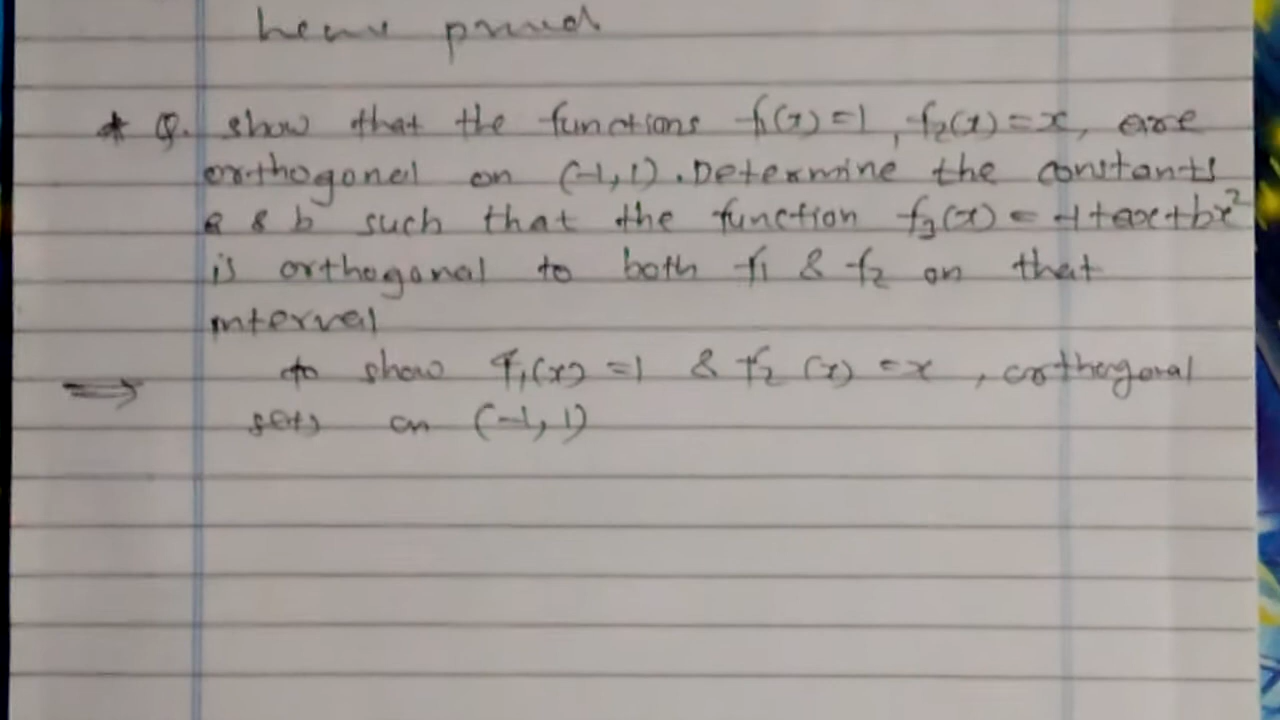 hence proved
* Q. show that the functions f₁(x)=1, f₂(x)=x, are
orthogonal on (-1,1). Determine the constants
a & b such that the function f₃(x) = -1+ax+bx²
is orthogonal to both f₁ & f₂ on that
interval
⇒ to show f₁(x) =1 & f₂ (x) =x , orthogonal
sets on (-1, 1)